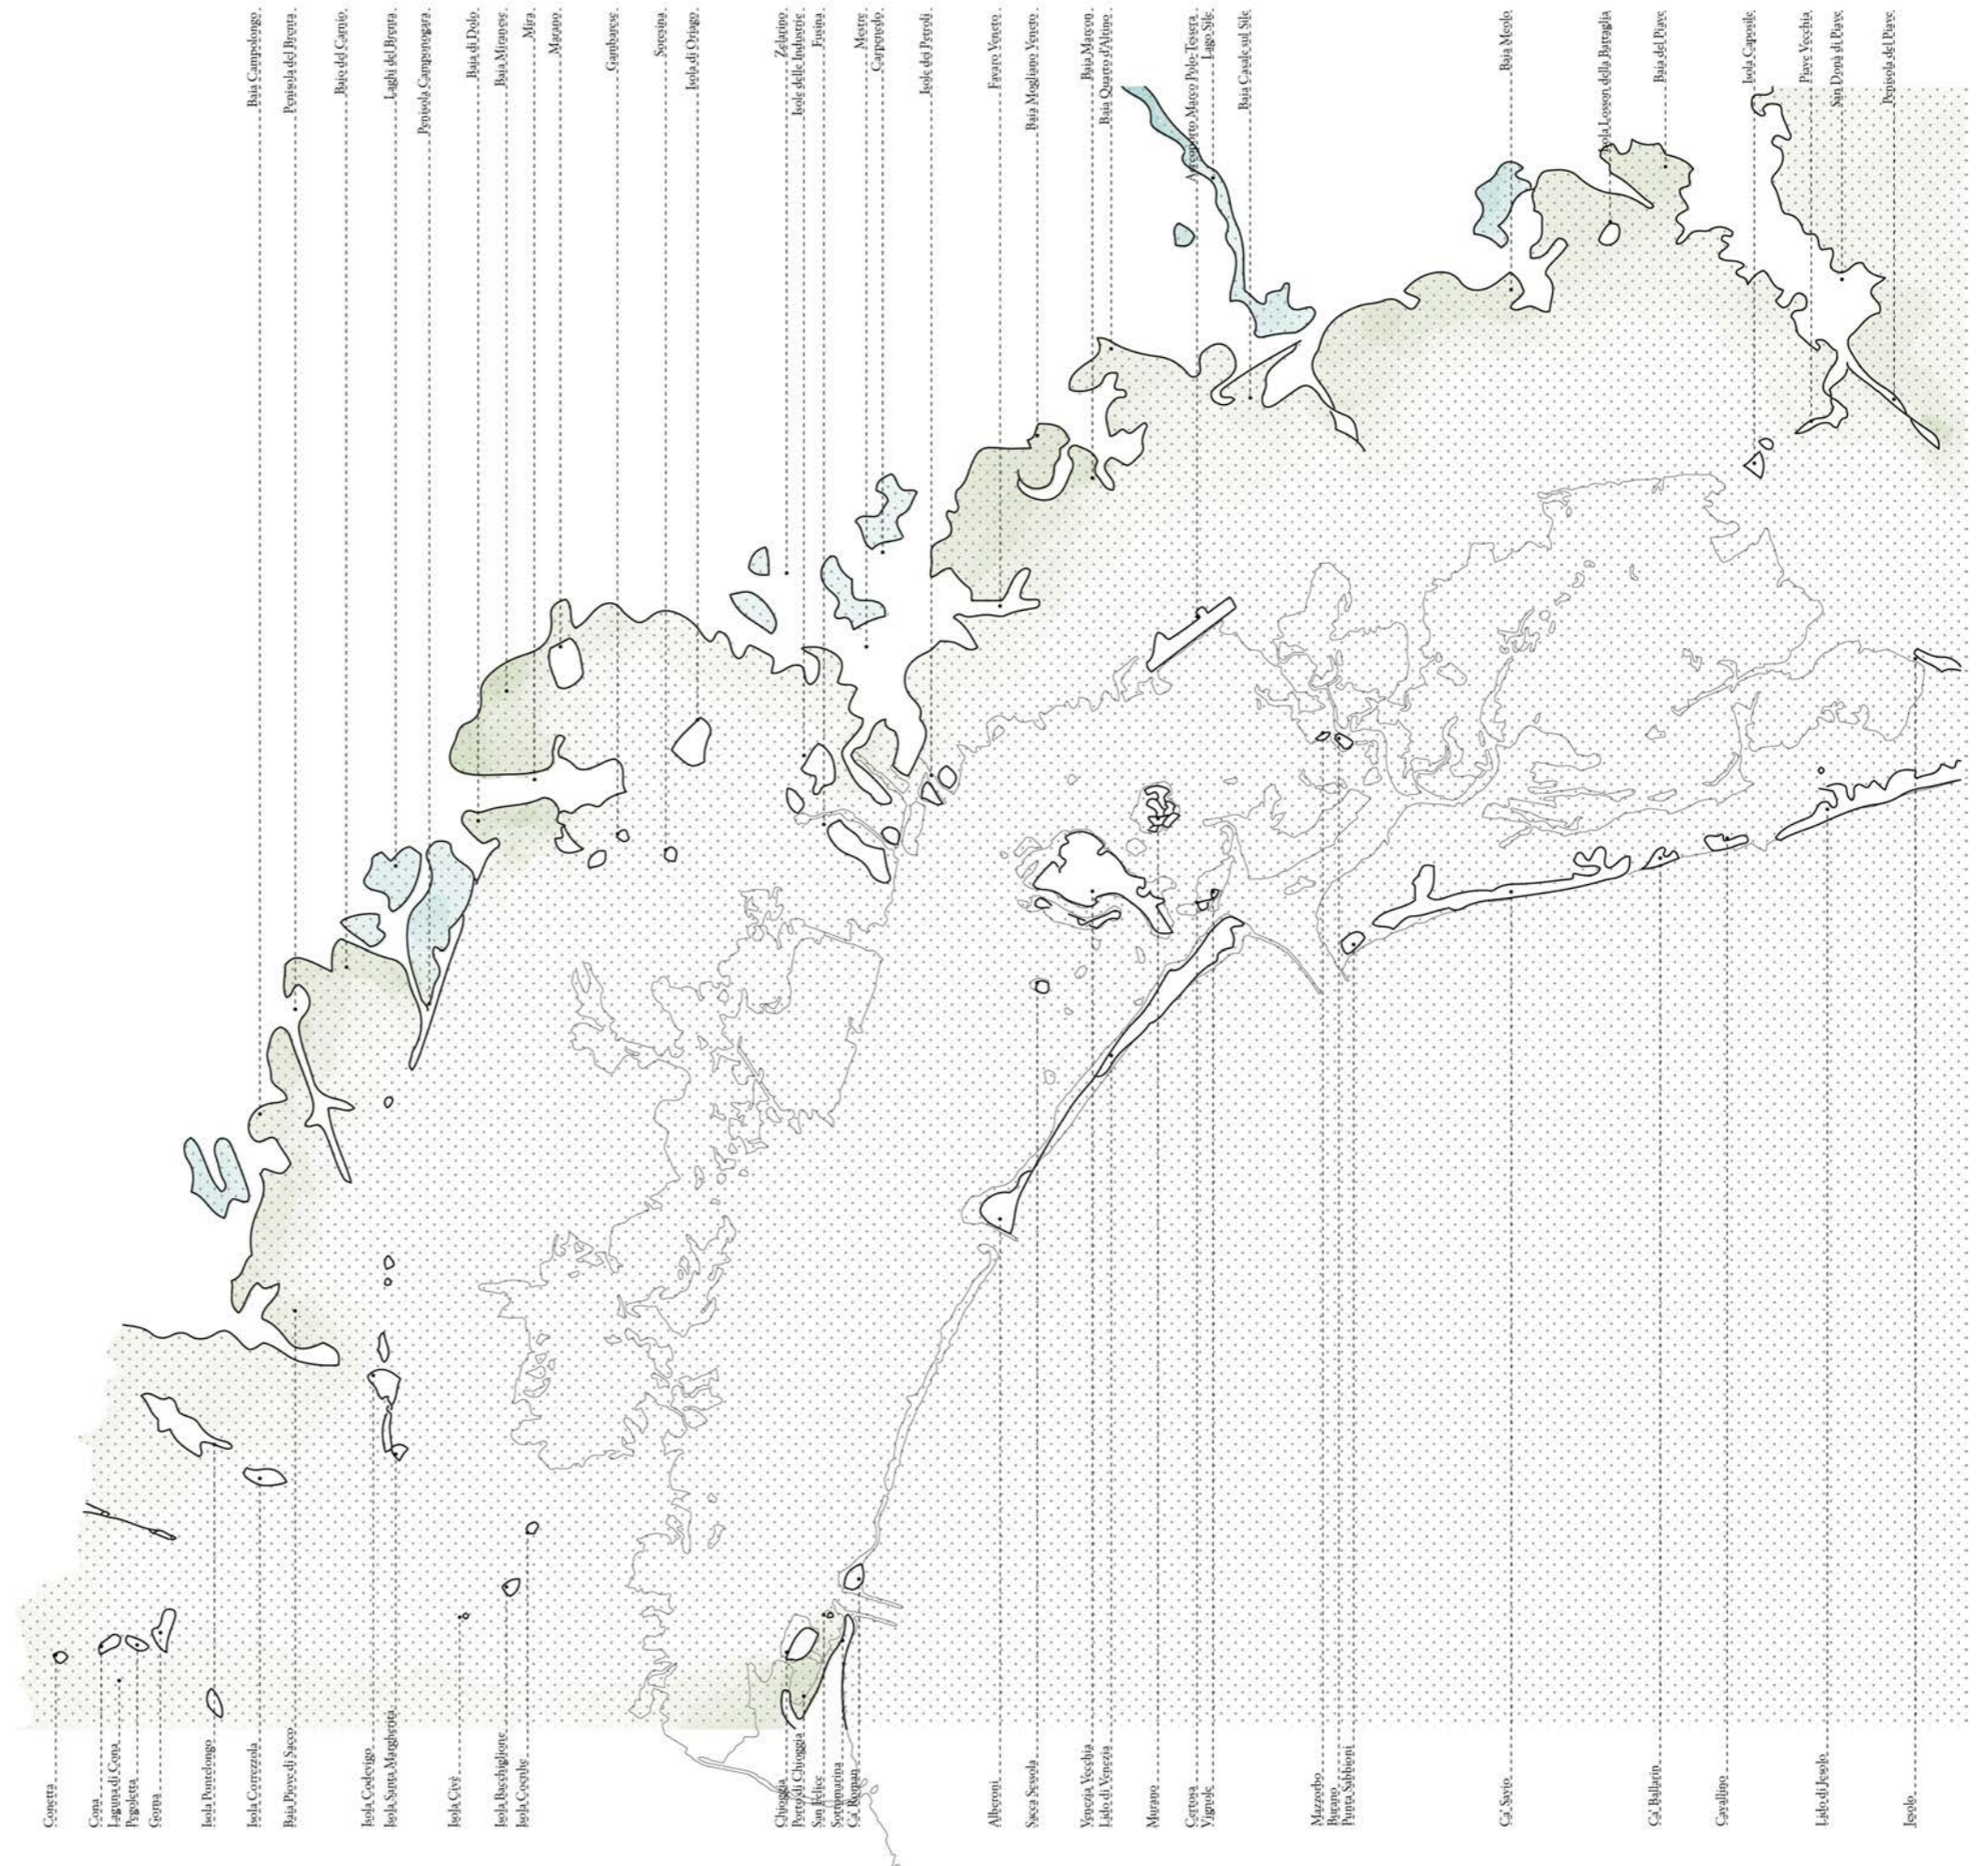 Baia Campolongo
Penisola del Brenta
Baio del Cornio
Laghi del Brenta
Penisola Camponogara
Baia di Dolo
Baia Miranese
Mira
Marano
Gambarare
Soresina
Isola di Oriago
Zelarino
Isole delle Industrie
Fusina
Mestre
Carpenedo
Isole dei Petroli
Favaro Veneto
Baia Mogliano Veneto
Baia Marcon
Baia Quarto d'Altino
Aeroporto Marco Polo-Tessera
Lago Sile
Baia Casale sul Sile
Baia Meolo
Isola Losson della Battaglia
Baia del Piave
Isola Caposile
Piave Vecchia
San Donà di Piave
Penisola del Piave
Conetta
Cona
Laguna di Cona
Pegolotta
Gorna
Isola Pontelongo
Isola Correzzola
Baia Piove di Sacco
Isola Codevigo
Isola Santa Margherita
Isola Civè
Isola Bacchiglione
Isola Conche
Chioggia
Porto di Chioggia
San Felice
Sottomarina
Ca' Roman
Alberoni
Sacca Sessola
Venezia Vecchia
Lido di Venezia
Murano
Certosa
Vignole
Mazzorbo
Burano
Punta Sabbioni
Ca' Savio
Ca' Ballarin
Cavallino
Lido di Jesolo
Jesolo